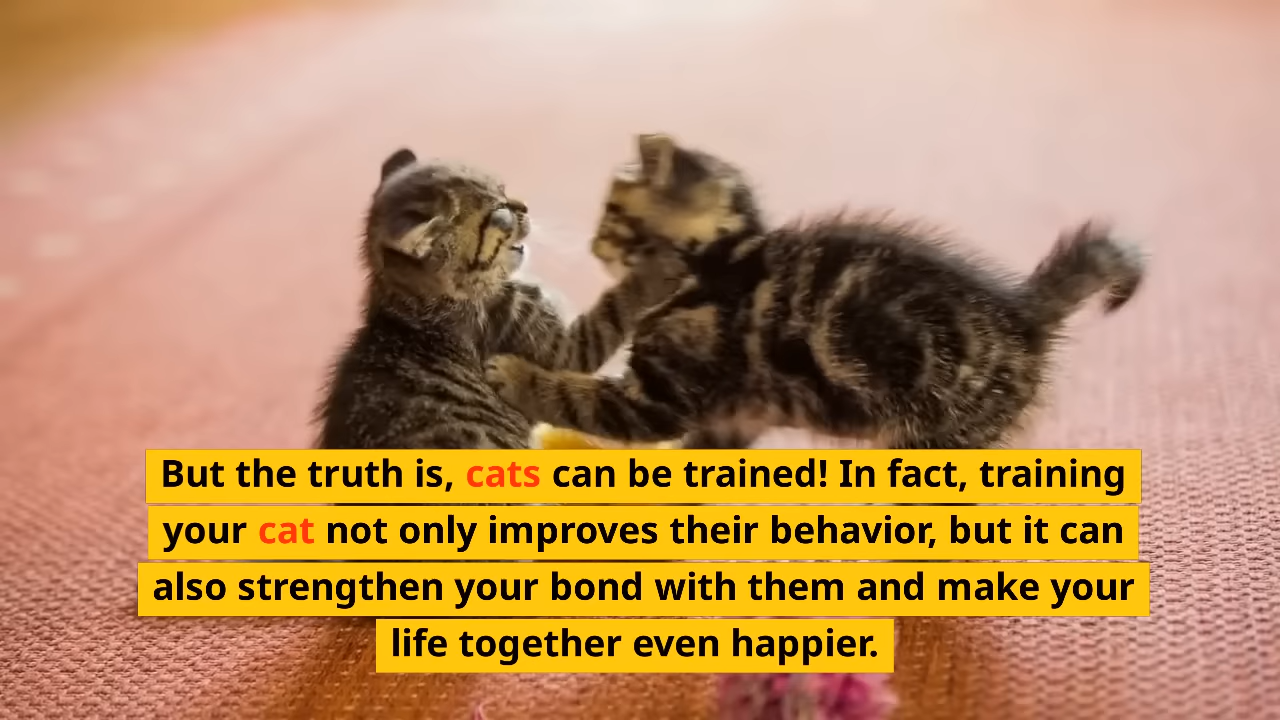 But the truth is, cats can be trained! In fact, training
your cat not only improves their behavior, but it can
also strengthen your bond with them and make your
life together even happier.